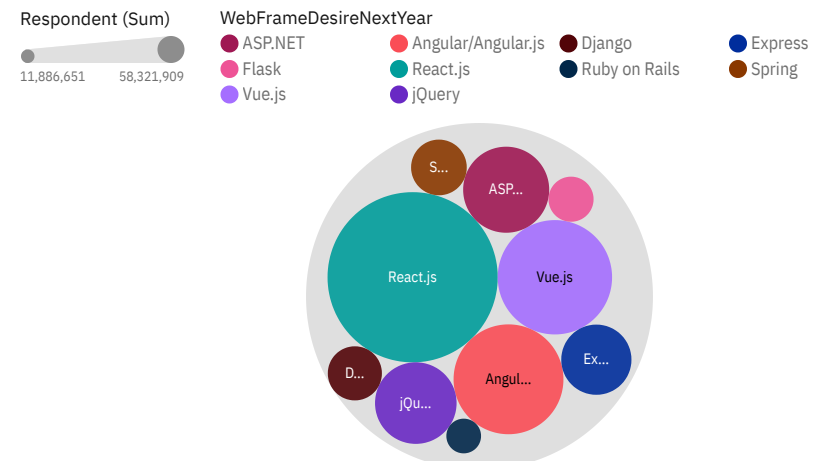 Respondent (Sum)
11,886,651 58,321,909
WebFrameDesireNextYear
ASP.NET Angular/Angular.js Django Express
Flask React.js Ruby on Rails Spring
Vue.js jQuery
S...
ASP...
React.js
Vue.js
Ex...
D...
Angul...
jQu...